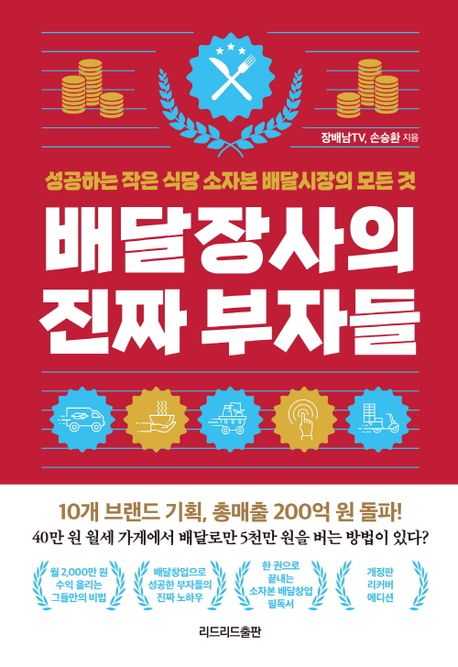 장배남TV, 손승환 지음
성공하는 작은 식당 소자본 배달시장의 모든 것
배달장사의
진짜 부자들
10개 브랜드 기획, 총매출 200억 원 돌파!
40만 원 월세 가게에서 배달로만 5천만 원을 버는 방법이 있다?
월 2,000만 원
수익 올리는
그들만의 비법
배달창업으로
성공한 부자들의
진짜 노하우
한 권으로
끝내는
소자본 배달창업
필독서
개정판
리커버
에디션
리드리드출판